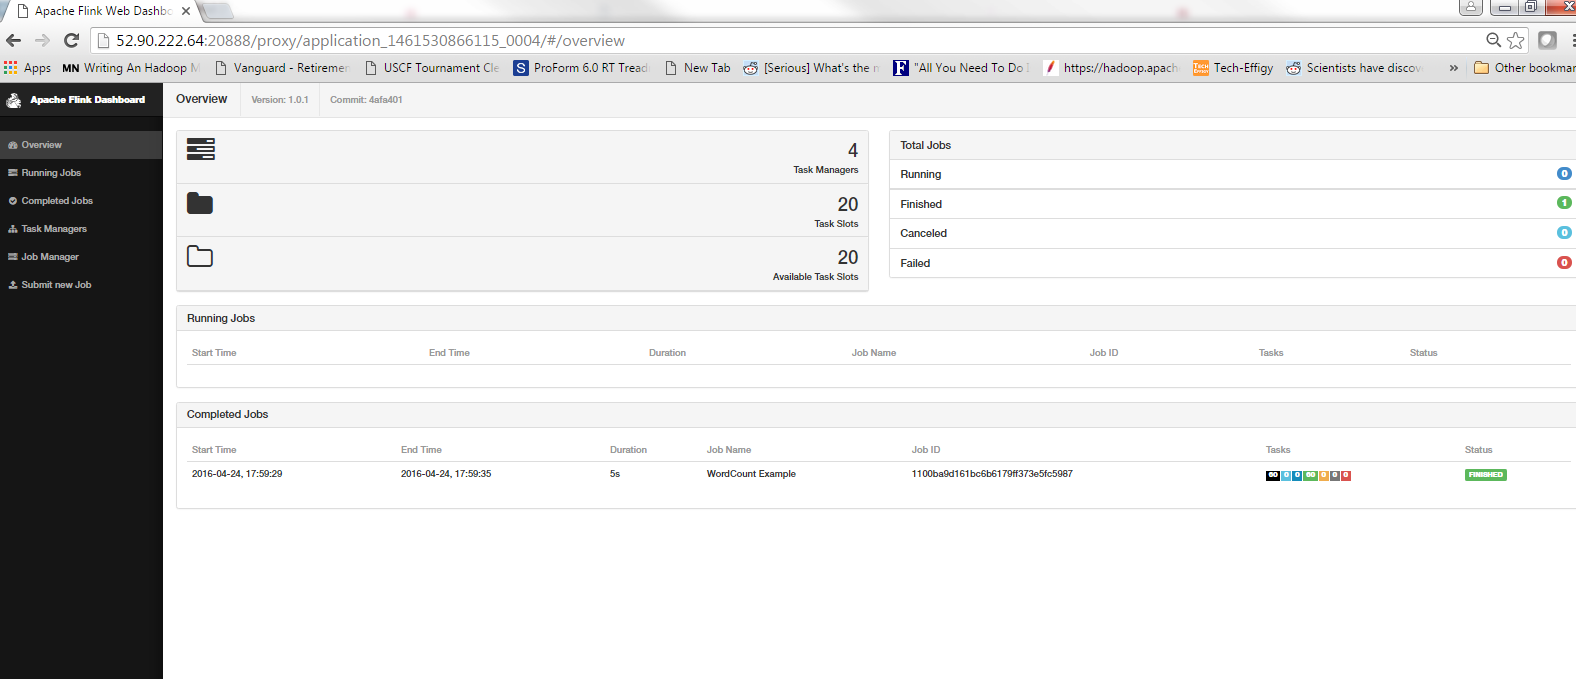 Apache Flink Web Dashbo
52.90.222.64:20888/proxy/application_1461530866115_0004/#/overview
Apps MN Writing An Hadoop M Vanguard - Retiremen USCF Tournament Cle S ProForm 6.0 RT Tread New Tab [Serious] What's the m F "All You Need To Do I https://hadoop.apach Tech-Effigy Scientists have discov » Other bookmar
Apache Flink Dashboard
Overview Version: 1.0.1 Commit: 4afa401
Overview
Running Jobs
Completed Jobs
Task Managers
Job Manager
Submit new Job
4
Task Managers
20
Task Slots
20
Available Task Slots
Total Jobs
Running 0
Finished 1
Canceled 0
Failed 0
Running Jobs
Start Time End Time Duration Job Name Job ID Tasks Status
Completed Jobs
Start Time End Time Duration Job Name Job ID Tasks Status
2016-04-24, 17:59:29 2016-04-24, 17:59:35 5s WordCount Example 1100ba9d161bc6b6179ff373e5fc5987 60 0 0 60 0 0 0 FINISHED